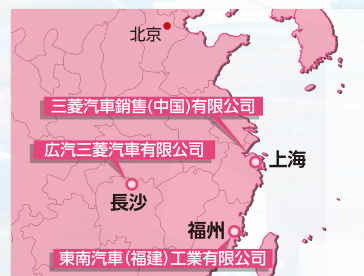 北京
三菱汽車銷售(中国)有限公司
上海
広汽三菱汽車有限公司
長沙
福州
東南汽車(福建)工業有限公司